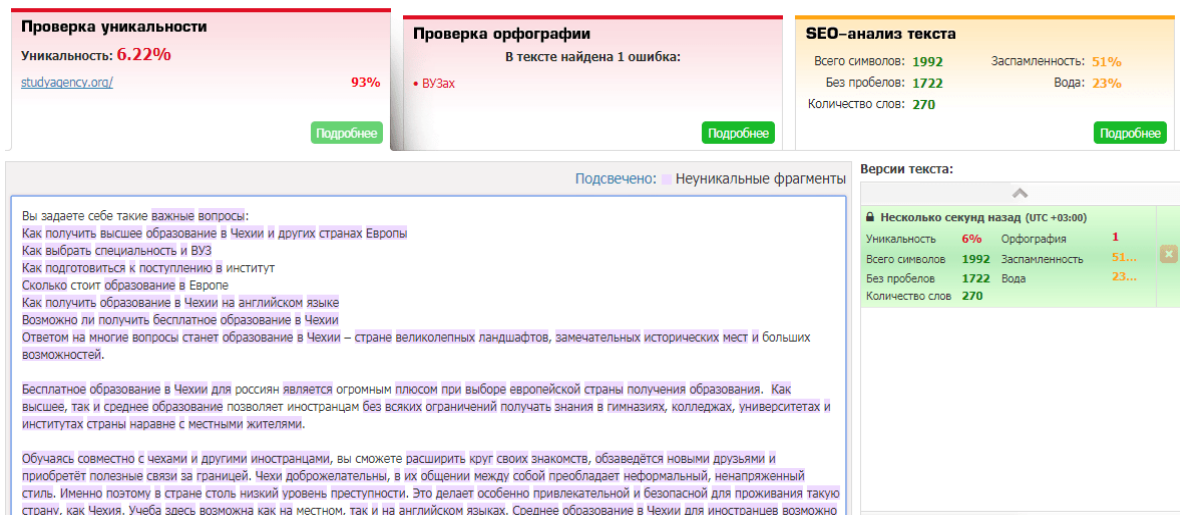 Проверка уникальности
Уникальность: 6.22%
studyagency.org/ 93%
Подробнее
Проверка орфографии
В тексте найдена 1 ошибка:
• ВУЗах
Подробнее
SEO-анализ текста
Всего символов: 1992 Заспамленность: 51%
Без пробелов: 1722 Вода: 23%
Количество слов: 270
Подробнее
Подсвечено: Неуникальные фрагменты
Вы задаете себе такие важные вопросы:
Как получить высшее образование в Чехии и других странах Европы
Как выбрать специальность и ВУЗ
Как подготовиться к поступлению в институт
Сколько стоит образование в Европе
Как получить образование в Чехии на английском языке
Возможно ли получить бесплатное образование в Чехии
Ответом на многие вопросы станет образование в Чехии – стране великолепных ландшафтов, замечательных исторических мест и больших
возможностей.
Бесплатное образование в Чехии для россиян является огромным плюсом при выборе европейской страны получения образования. Как
высшее, так и среднее образование позволяет иностранцам без всяких ограничений получать знания в гимназиях, колледжах, университетах и
институтах страны наравне с местными жителями.
Обучаясь совместно с чехами и другими иностранцами, вы сможете расширить круг своих знакомств, обзаведётся новыми друзьями и
приобретёт полезные связи за границей. Чехи доброжелательны, в их общении между собой преобладает неформальный, ненапряженный
стиль. Именно поэтому в стране столь низкий уровень преступности. Это делает особенно привлекательной и безопасной для проживания такую
страну, как Чехия. Учеба здесь возможна как на местном, так и на английском языках. Среднее образование в Чехии для иностранцев возможно
Версии текста:
Несколько секунд назад (UTC +03:00)
Уникальность 6% Орфография 1
Всего символов 1992 Заспамленность 51...
Без пробелов 1722 Вода 23...
Количество слов 270